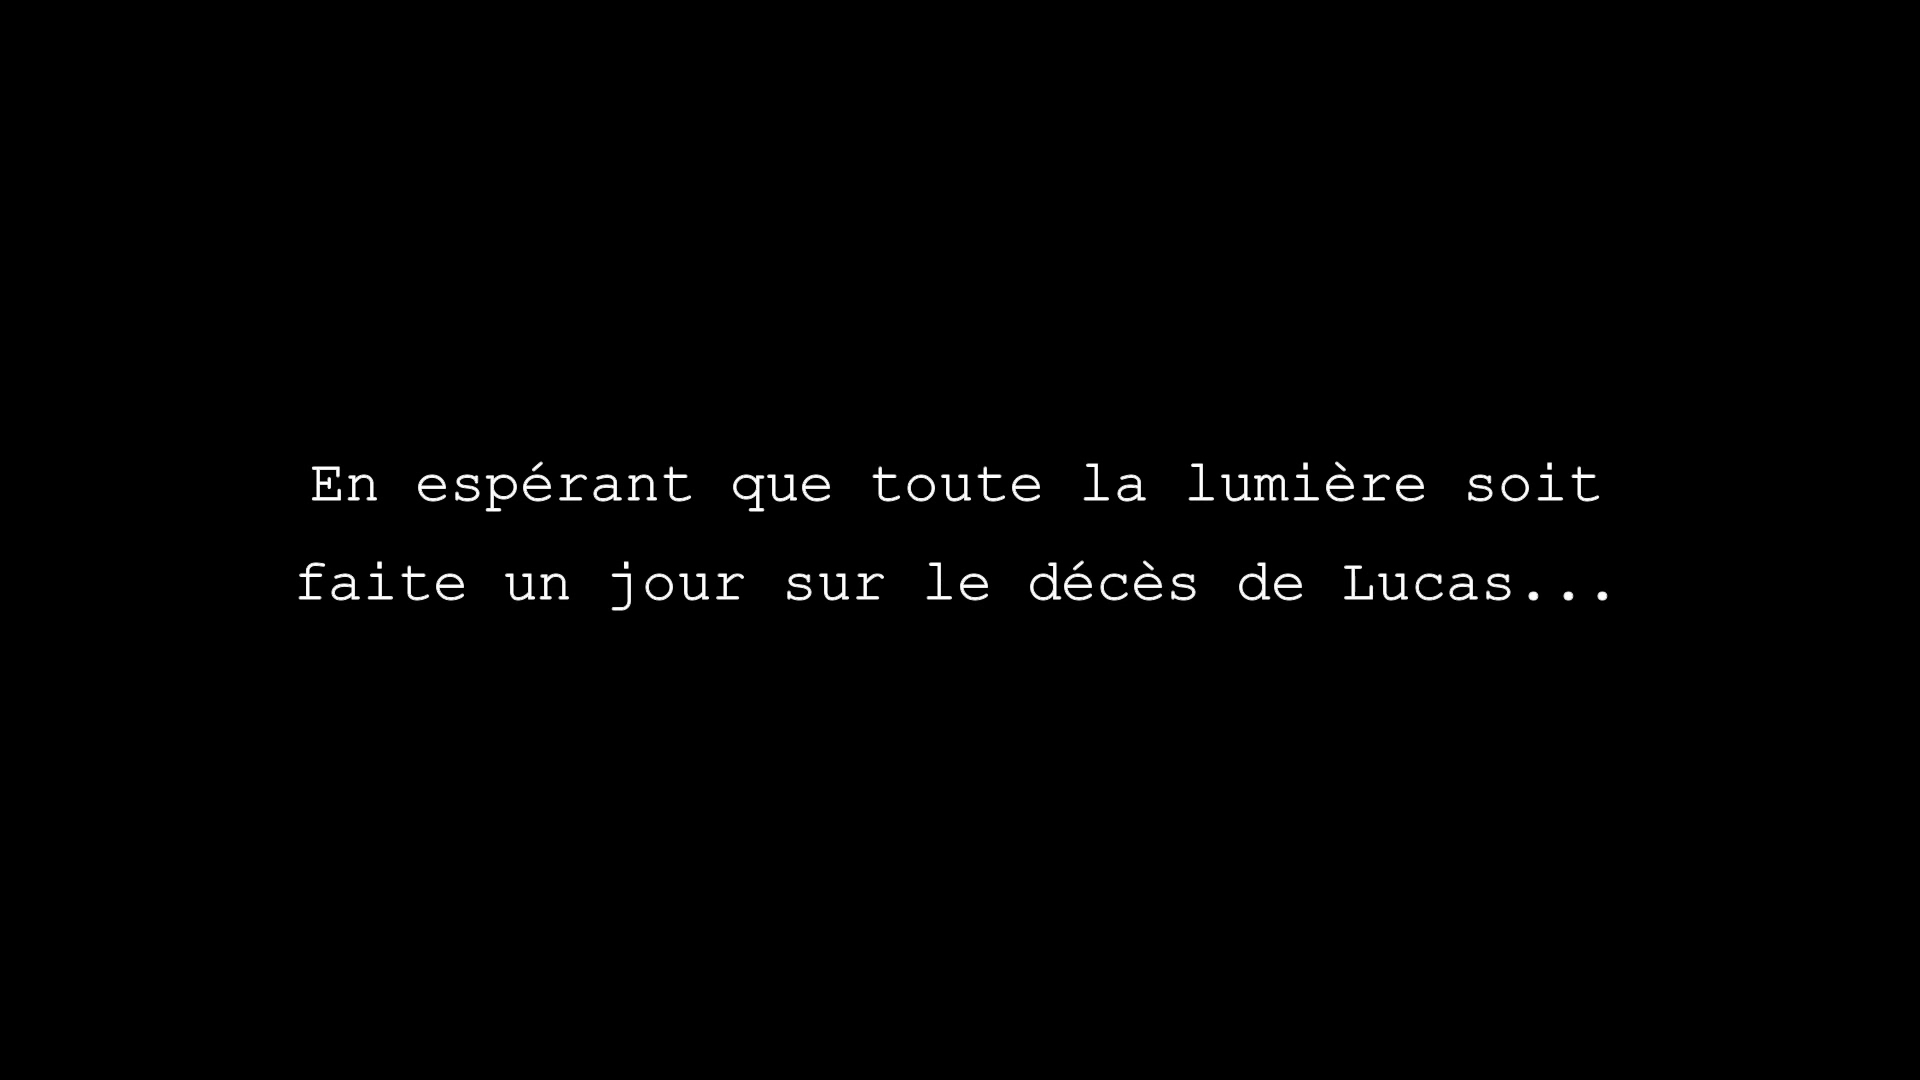 En espérant que toute la lumière soit
faite un jour sur le décès de Lucas...